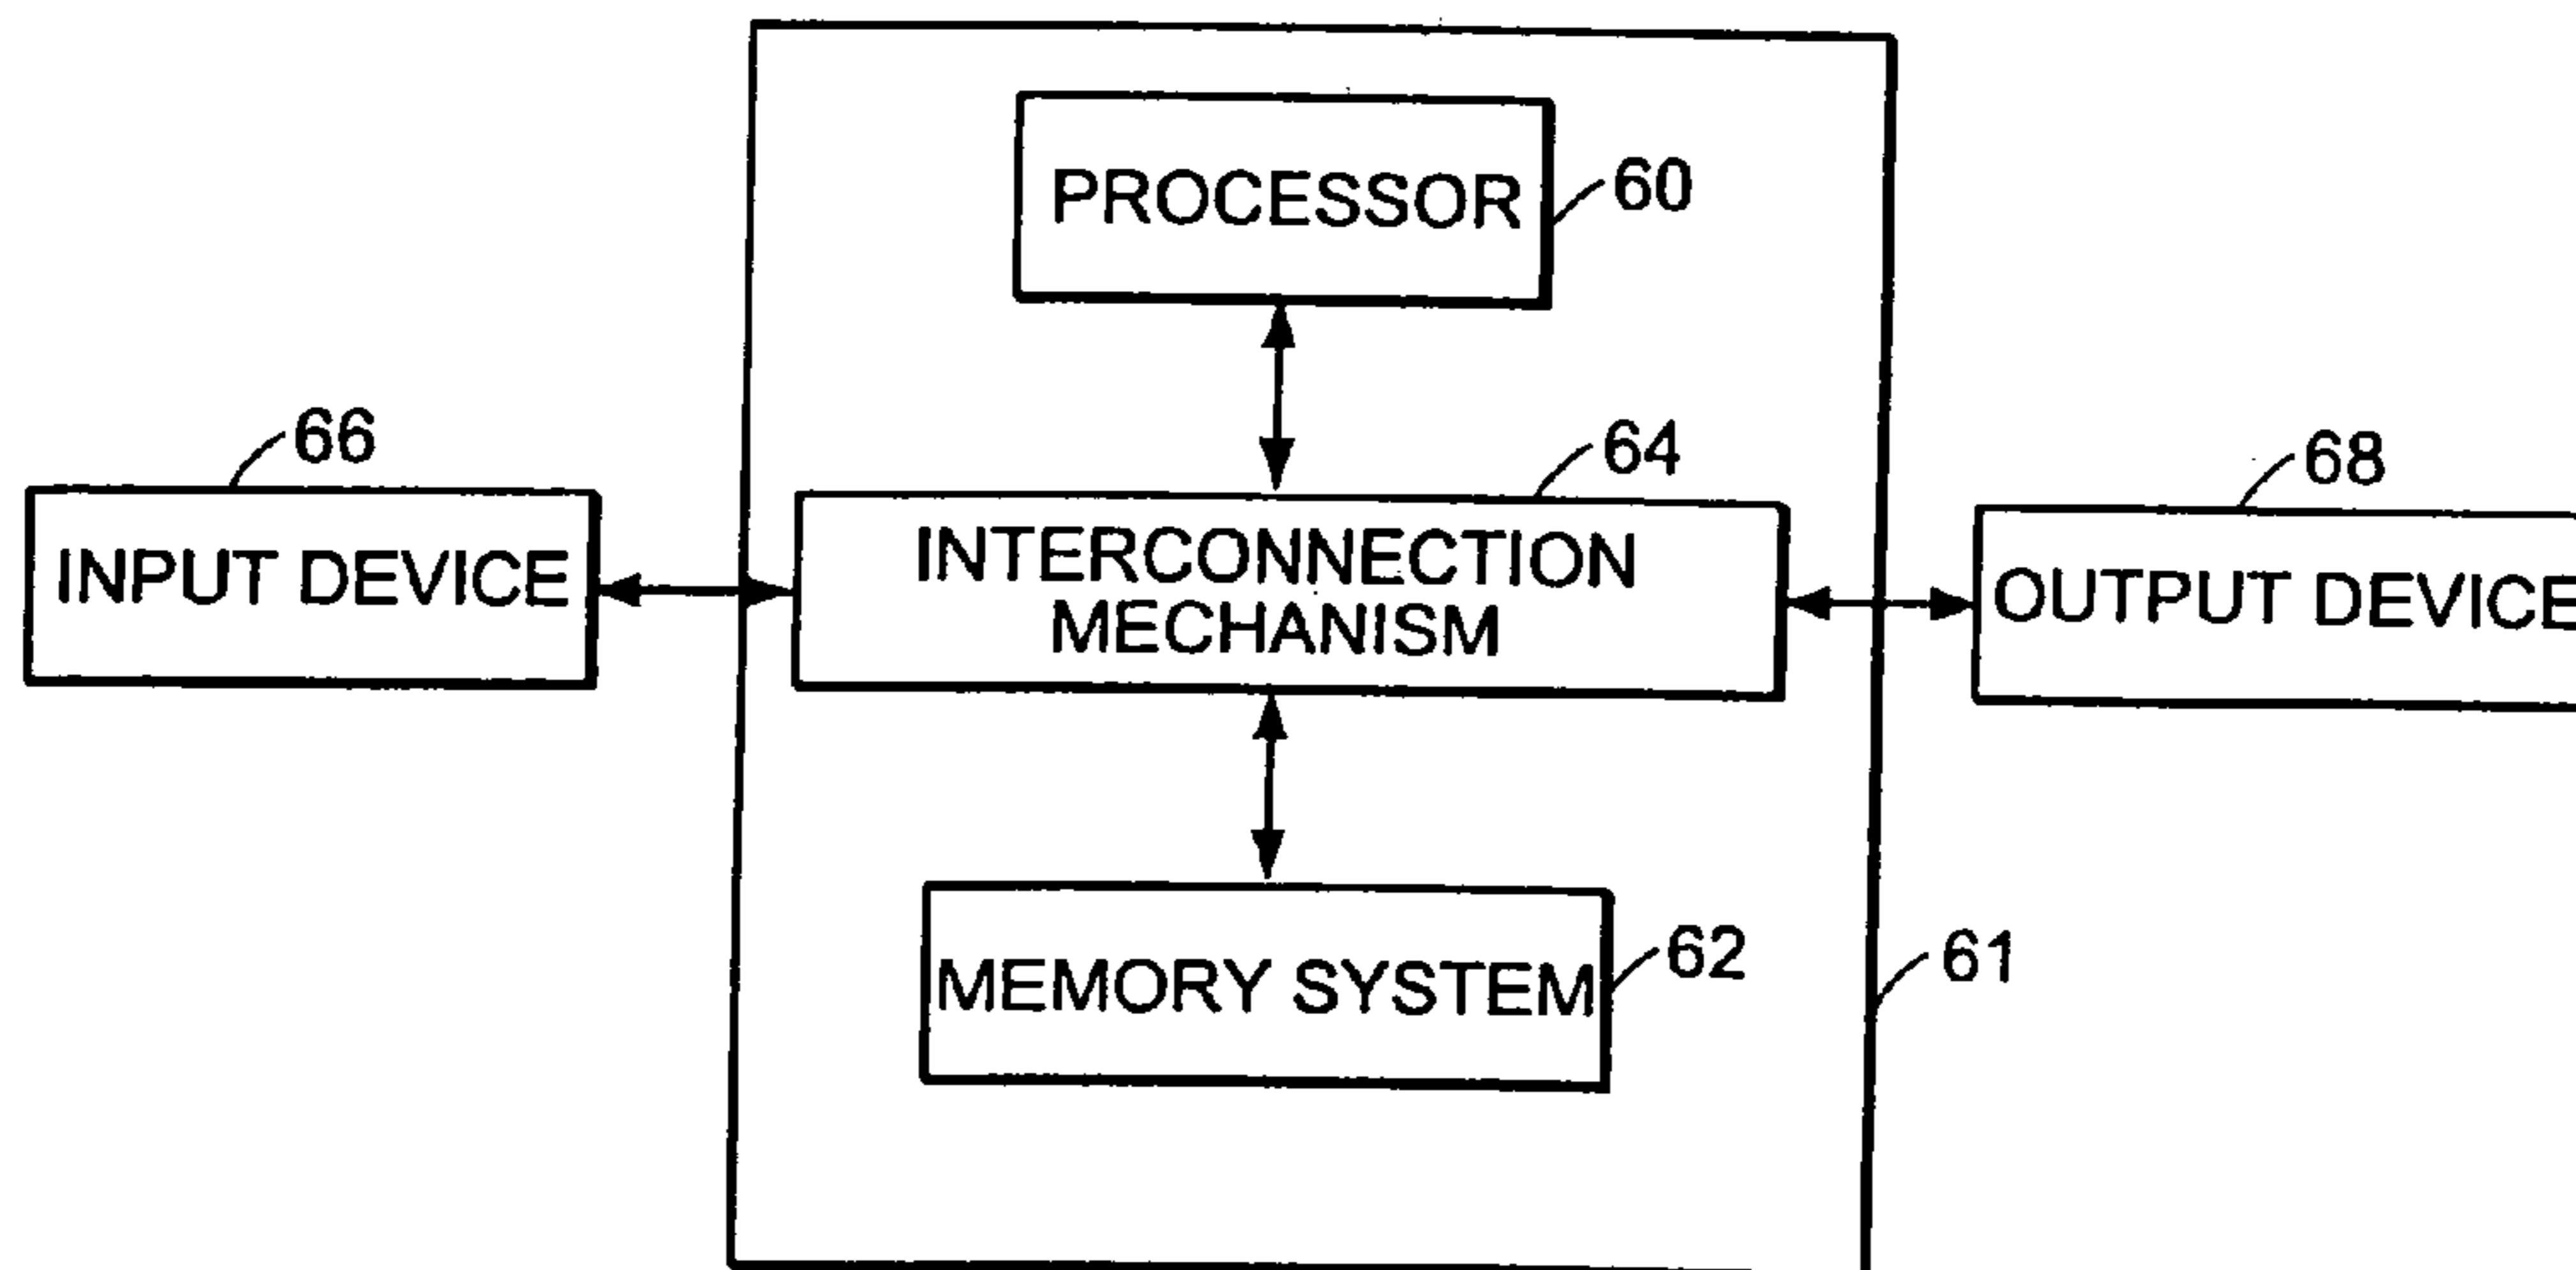 PROCESSOR
60
66
64
68
INPUT DEVICE
INTERCONNECTION
MECHANISM
OUTPUT DEVICE
MEMORY SYSTEM
62
61